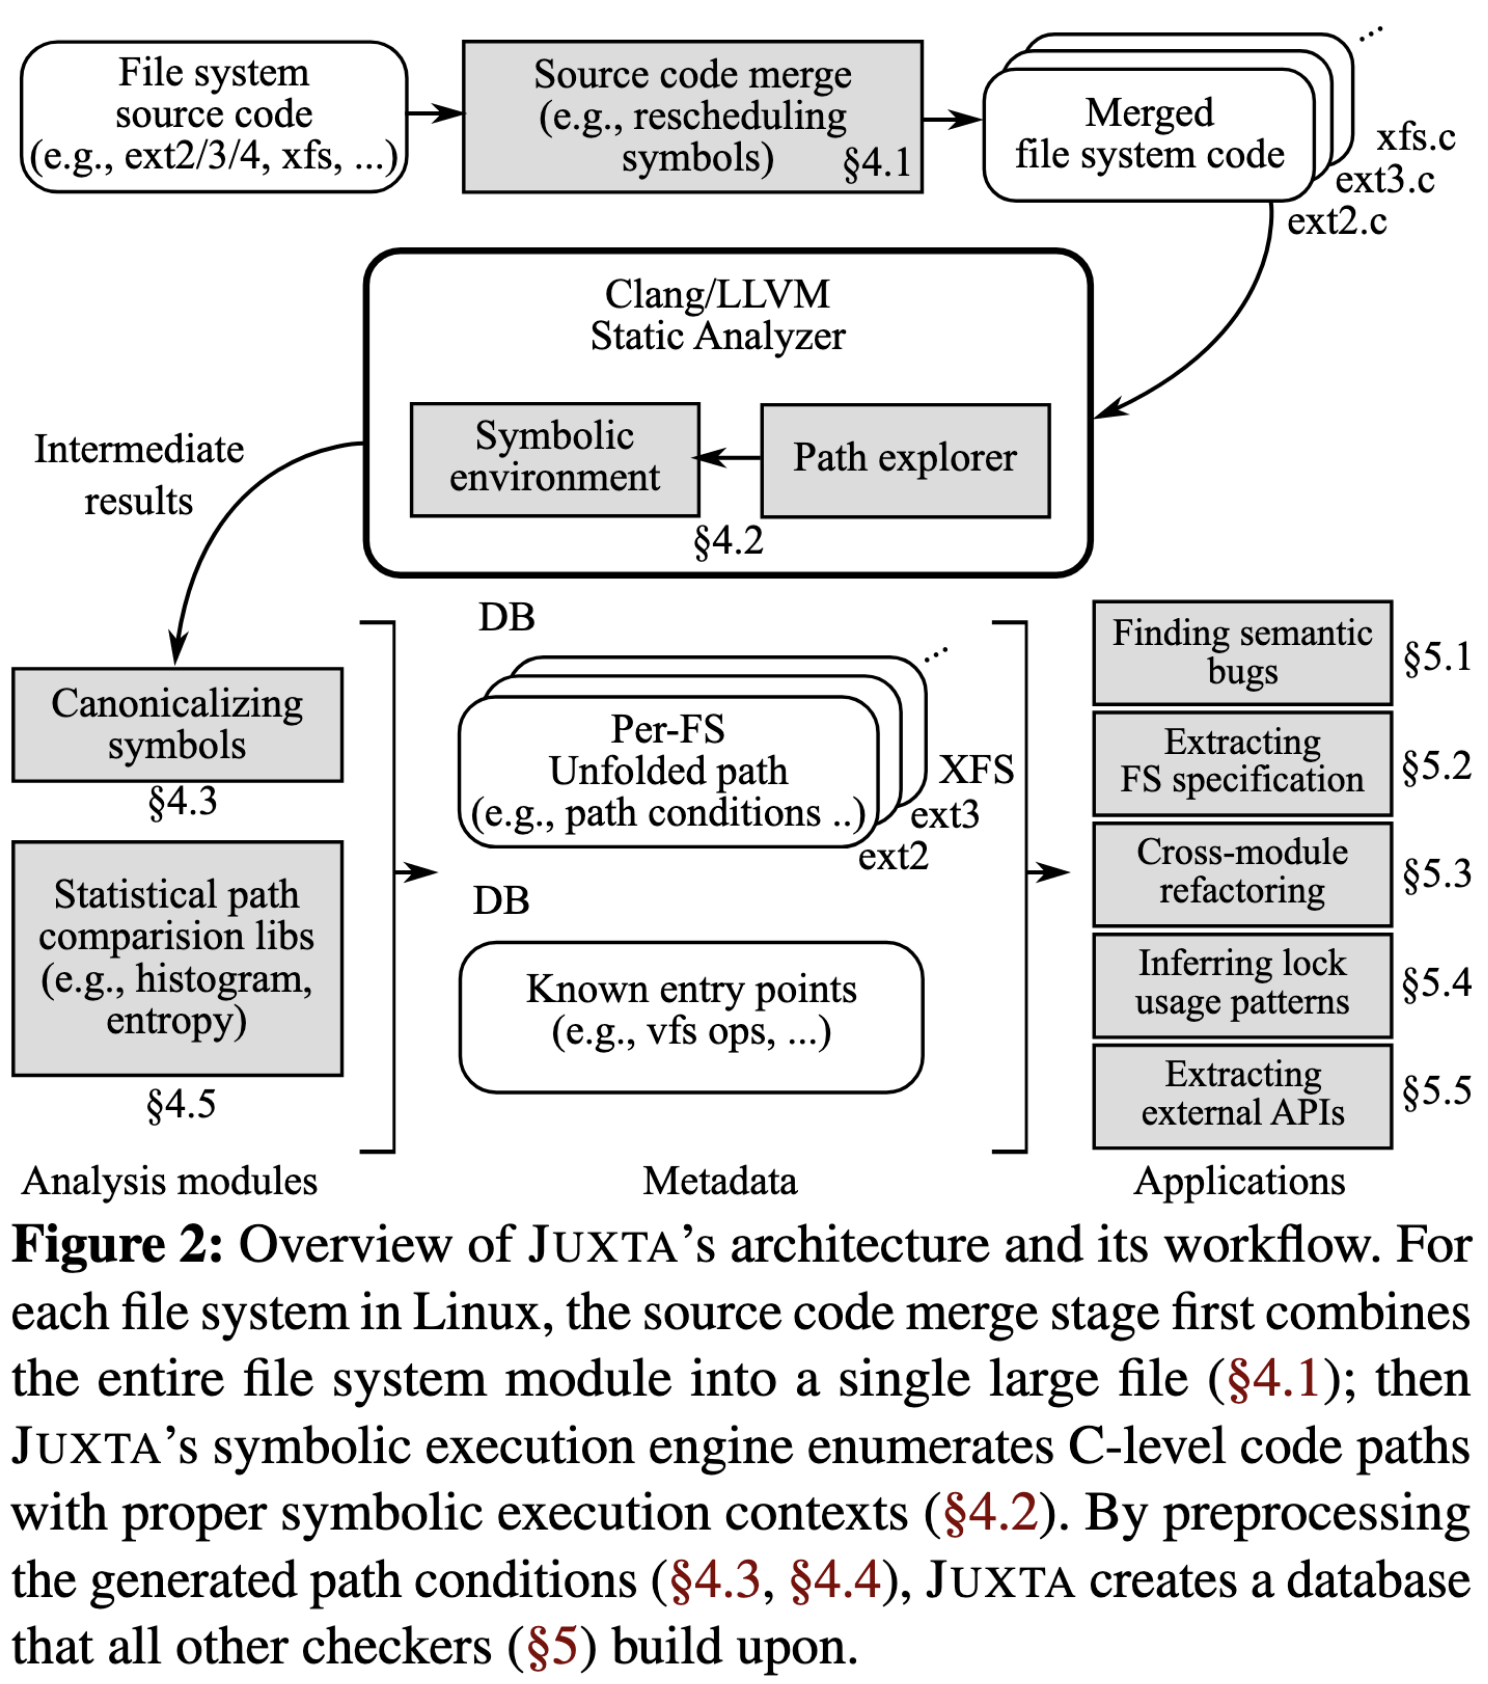 File system
source code
(e.g., ext2/3/4, xfs, ...)
Source code merge
(e.g., rescheduling
symbols)
§4.1
Merged
file system code
...
xfs.c
ext3.c
ext2.c
Clang/LLVM
Static Analyzer
Symbolic
environment
Path explorer
§4.2
Intermediate
results
Canonicalizing
symbols
§4.3
Statistical path
comparision libs
(e.g., histogram,
entropy)
§4.5
Analysis modules
DB
Per-FS
Unfolded path
(e.g., path conditions ..)
...
XFS
ext3
ext2
DB
Known entry points
(e.g., vfs ops, ...)
Metadata
Finding semantic
bugs
§5.1
Extracting
FS specification
§5.2
Cross-module
refactoring
§5.3
Inferring lock
usage patterns
§5.4
Extracting
external APIs
§5.5
Applications
Figure 2: Overview of JUXTA's architecture and its workflow. For
each file system in Linux, the source code merge stage first combines
the entire file system module into a single large file (§4.1); then
JUXTA's symbolic execution engine enumerates C-level code paths
with proper symbolic execution contexts (§4.2). By preprocessing
the generated path conditions (§4.3, §4.4), JUXTA creates a database
that all other checkers (§5) build upon.